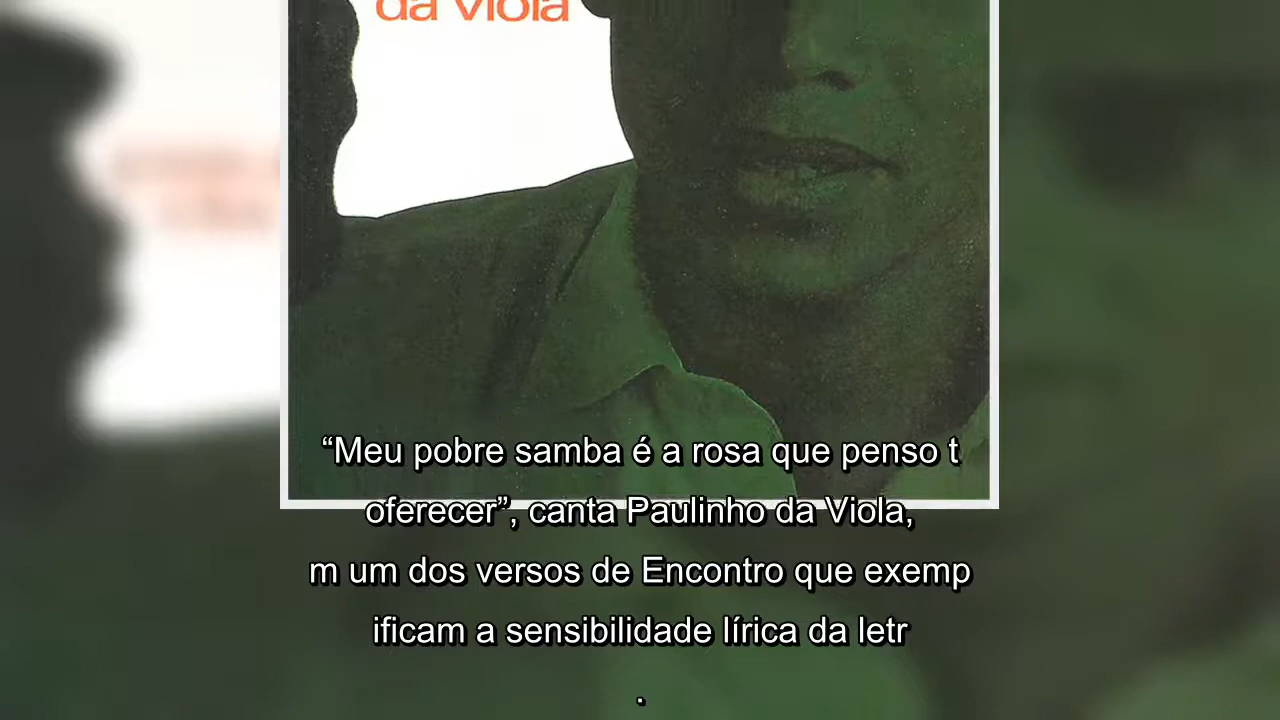 da viola
“Meu pobre samba é a rosa que penso t
oferecer”, canta Paulinho da Viola,
m um dos versos de Encontro que exemp
ificam a sensibilidade lírica da letr
.